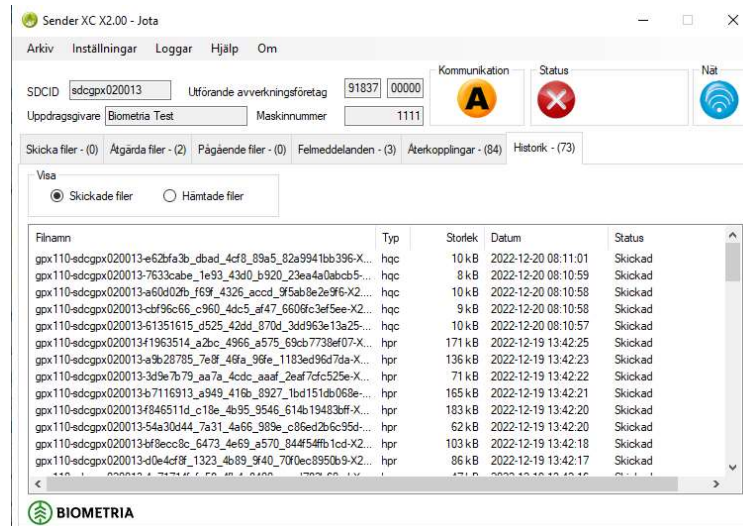 Sender XC X2.00 - Jota
Arkiv Inställningar Loggar Hjälp Om
Kommunikation Status Nät
SDCID sdcgpx020013 Utförande avverkningsföretag 91837 00000
A
Uppdragsgivare Biometria Test Maskinnummer 1111
Skicka filer - (0) Åtgärda filer - (2) Pågående filer - (0) Felmeddelanden - (3) Återkopplingar - (84) Historik - (73)
Visa
Skickade filer Hämtade filer
Filnamn Typ Storlek Datum Status
gpx110-sdcgpx020013-e62bfa3b_dbad_4cf8_89a5_82a9941bb396-X... hqc 10 kB 2022-12-20 08:11:01 Skickad
gpx110-sdcgpx020013-7633cabe_1e93_43d0_b920_23ea4a0abcb5-... hqc 8 kB 2022-12-20 08:10:59 Skickad
gpx110-sdcgpx020013-a60d02fb_f69f_4326_accd_9f5ab8e2e9f6-X2.... hqc 10 kB 2022-12-20 08:10:58 Skickad
gpx110-sdcgpx020013-cbf96c66_c960_4dc5_af47_6606fc3ef5ee-X2... hqc 9 kB 2022-12-20 08:10:58 Skickad
gpx110-sdcgpx020013-61351615_d525_42dd_870d_3dd963e13a25-... hqc 10 kB 2022-12-20 08:10:57 Skickad
gpx110-sdcgpx020013-f1963514_a2bc_4966_a575_69cb7738ef07-X... hpr 171 kB 2022-12-19 13:42:25 Skickad
gpx110-sdcgpx020013-a9b28785_7e8f_46fa_96fe_1183ed96d7da-X... hpr 136 kB 2022-12-19 13:42:23 Skickad
gpx110-sdcgpx020013-3d9e7b79_aa7a_4cdc_aaaf_2eaf7cfc525e-X... hpr 71 kB 2022-12-19 13:42:22 Skickad
gpx110-sdcgpx020013-b7116913_a949_416b_8927_1bd151db068e-... hpr 165 kB 2022-12-19 13:42:21 Skickad
gpx110-sdcgpx020013-f846511d_c18e_4b95_9546_614b19483bff-X... hpr 183 kB 2022-12-19 13:42:20 Skickad
gpx110-sdcgpx020013-54a30d44_7a31_4a66_989e_c86ed2b6c95d-... hpr 62 kB 2022-12-19 13:42:20 Skickad
gpx110-sdcgpx020013-bf8ecc8c_6473_4e69_a570_844f54ffb1cd-X2... hpr 103 kB 2022-12-19 13:42:18 Skickad
gpx110-sdcgpx020013-d0e4cf8f_1323_4b89_9f40_70f0ec8950b9-X2... hpr 86 kB 2022-12-19 13:42:17 Skickad
BIOMETRIA